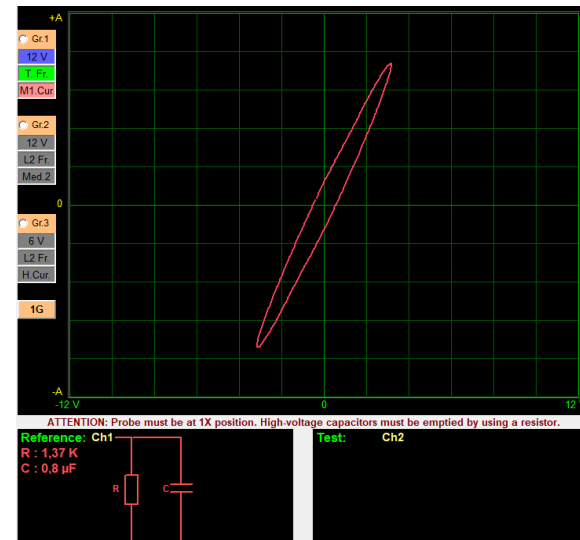 +A
Gr.1
12 V
T. Fr.
M1.Cur
Gr.2
12 V
L2 Fr.
Med.2
0
Gr.3
6 V
L2 Fr.
H.Cur.
1G
-A
-12 V 0 12
ATTENTION: Probe must be at 1X position. High-voltage capacitors must be emptied by using a resistor.
Reference: Ch1
R : 1,37 K
C : 0,8 µF
R C
Test: Ch2